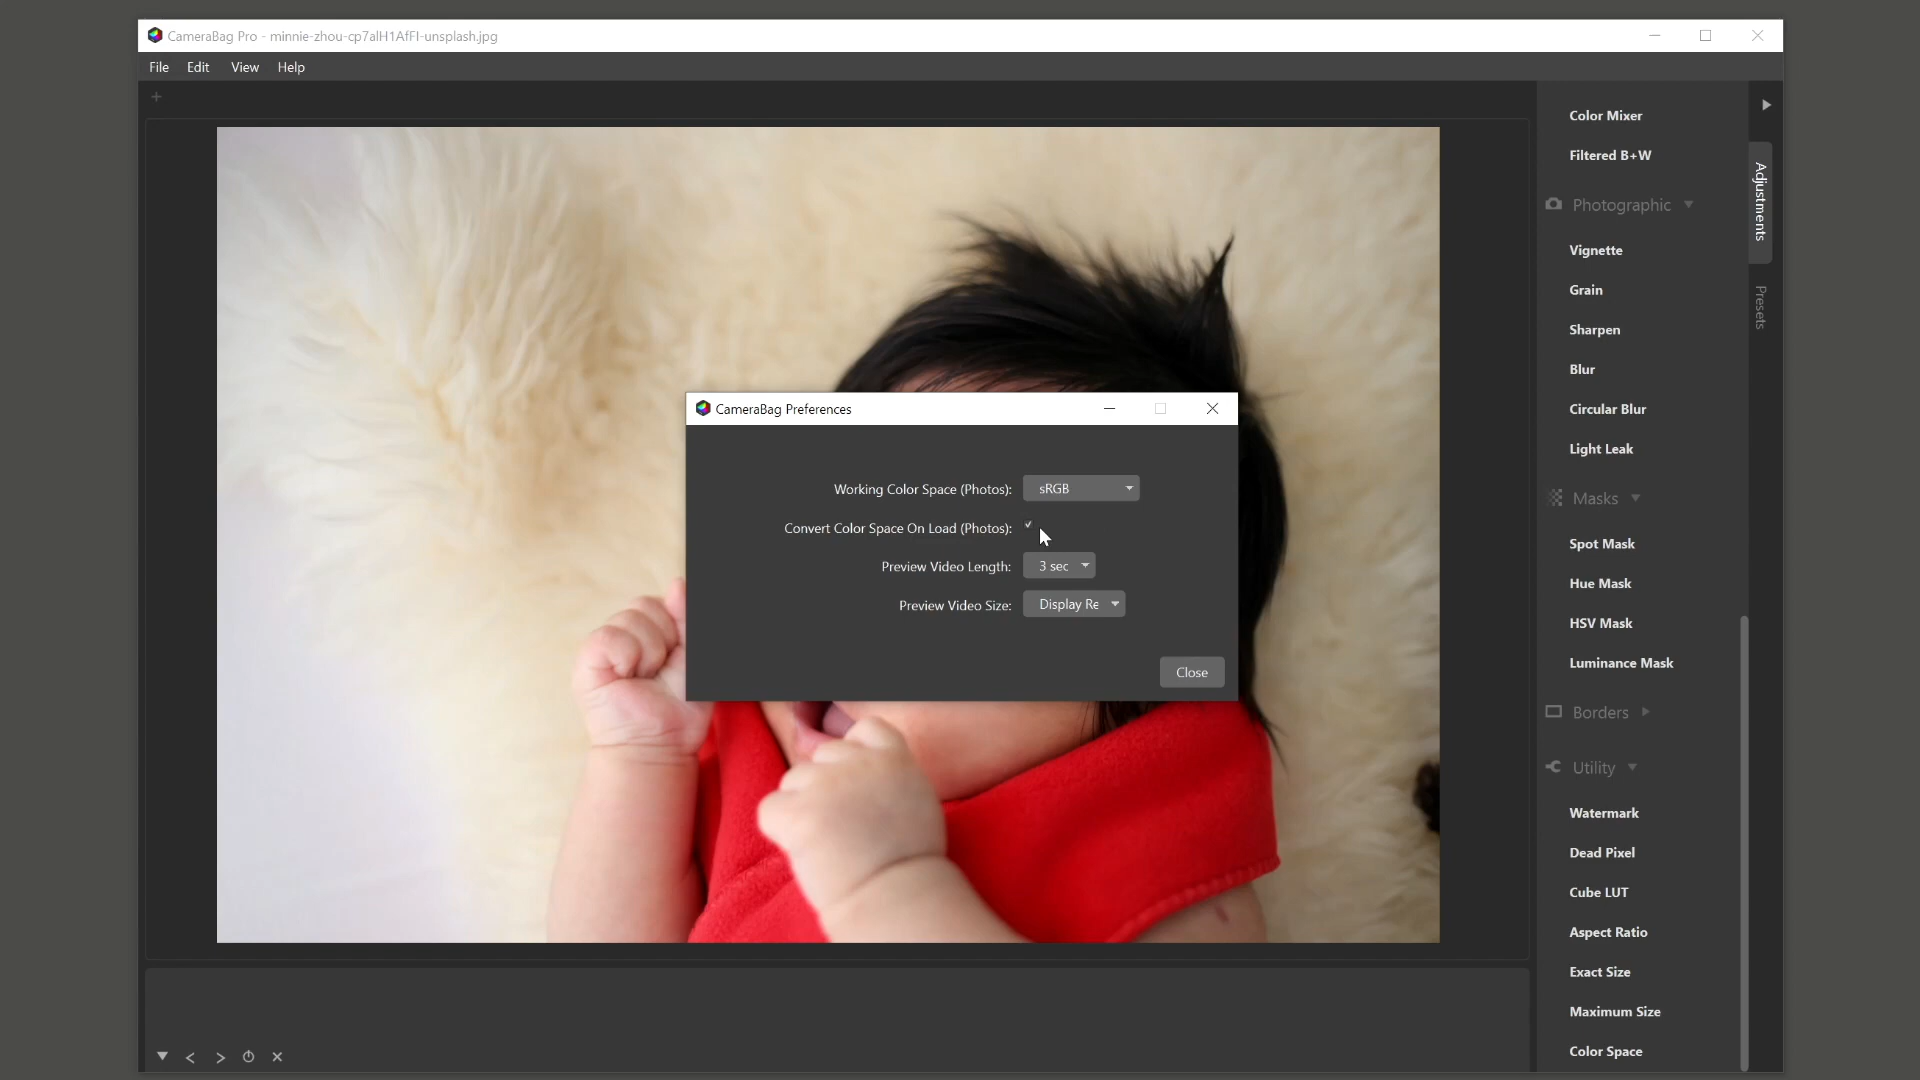 CameraBag Pro - minnie-zhou-cp7alH1AfFI-unsplash.jpg
File Edit View Help
Color Mixer
Filtered B+W
Photographic
Vignette
Grain
Sharpen
Blur
Circular Blur
Light Leak
Masks
Spot Mask
Hue Mask
HSV Mask
Luminance Mask
Borders
Utility
Watermark
Dead Pixel
Cube LUT
Aspect Ratio
Exact Size
Maximum Size
Color Space
Adjustments
Presets
CameraBag Preferences
Working Color Space (Photos): sRGB
Convert Color Space On Load (Photos):
Preview Video Length: 3 sec
Preview Video Size: Display Re
Close